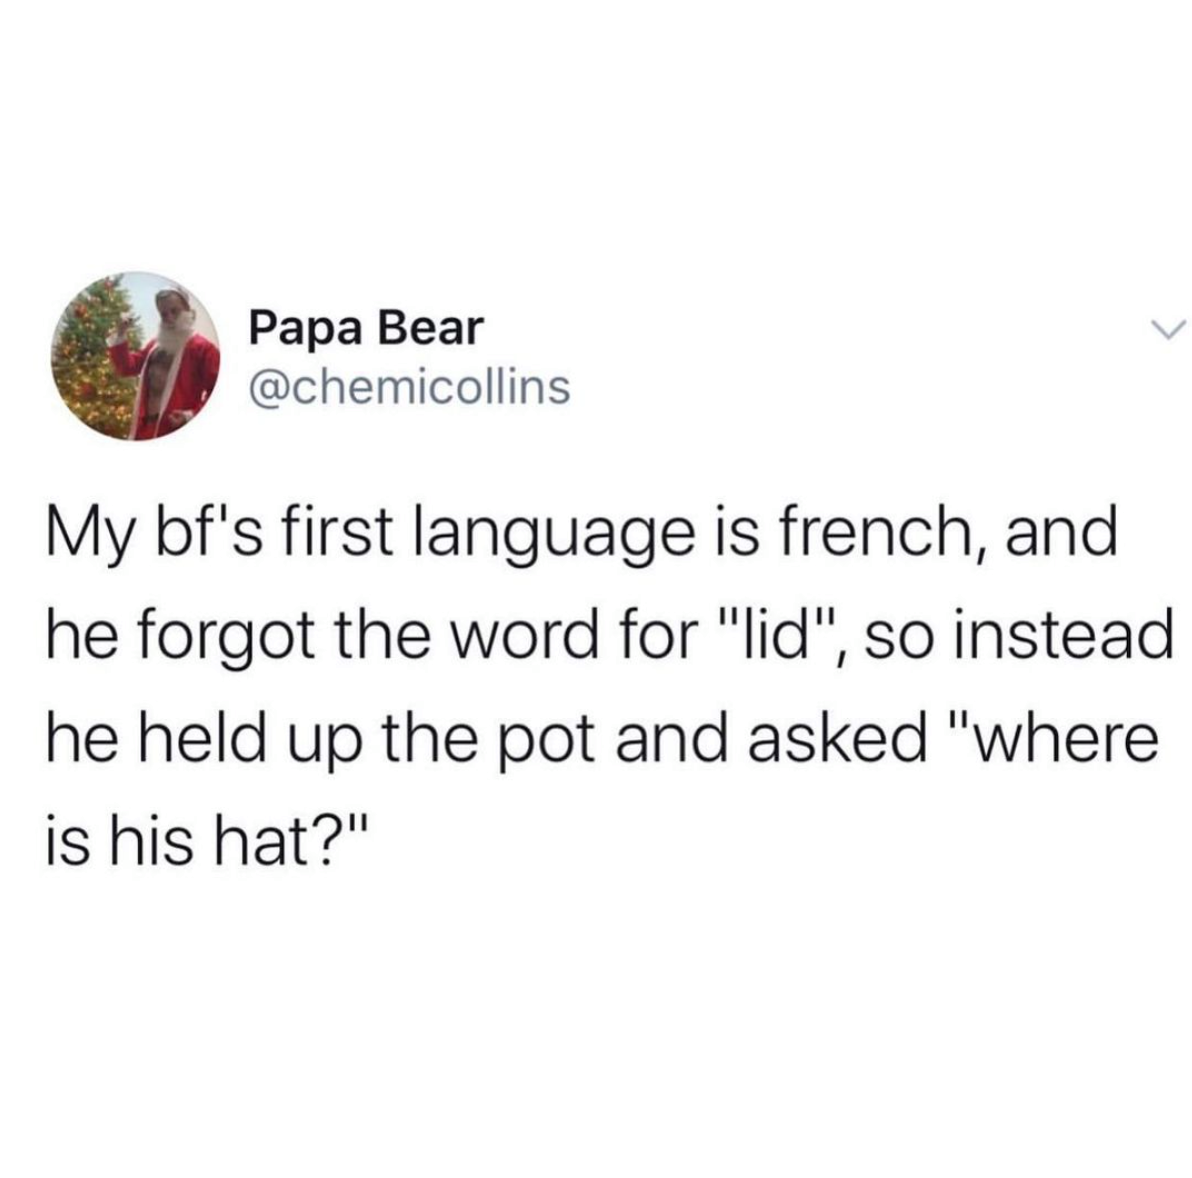 Papa Bear
@chemicollins
My bf's first language is french, and
he forgot the word for "lid", so instead
he held up the pot and asked "where
is his hat?"